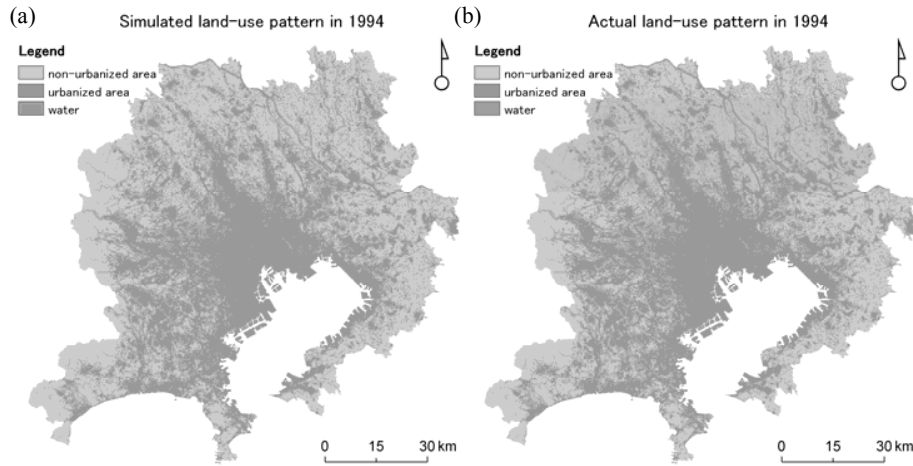 (a) Simulated land-use pattern in 1994
Legend
non-urbanized area
urbanized area
water
0 15 30 km
(b) Actual land-use pattern in 1994
Legend
non-urbanized area
urbanized area
water
0 15 30 km